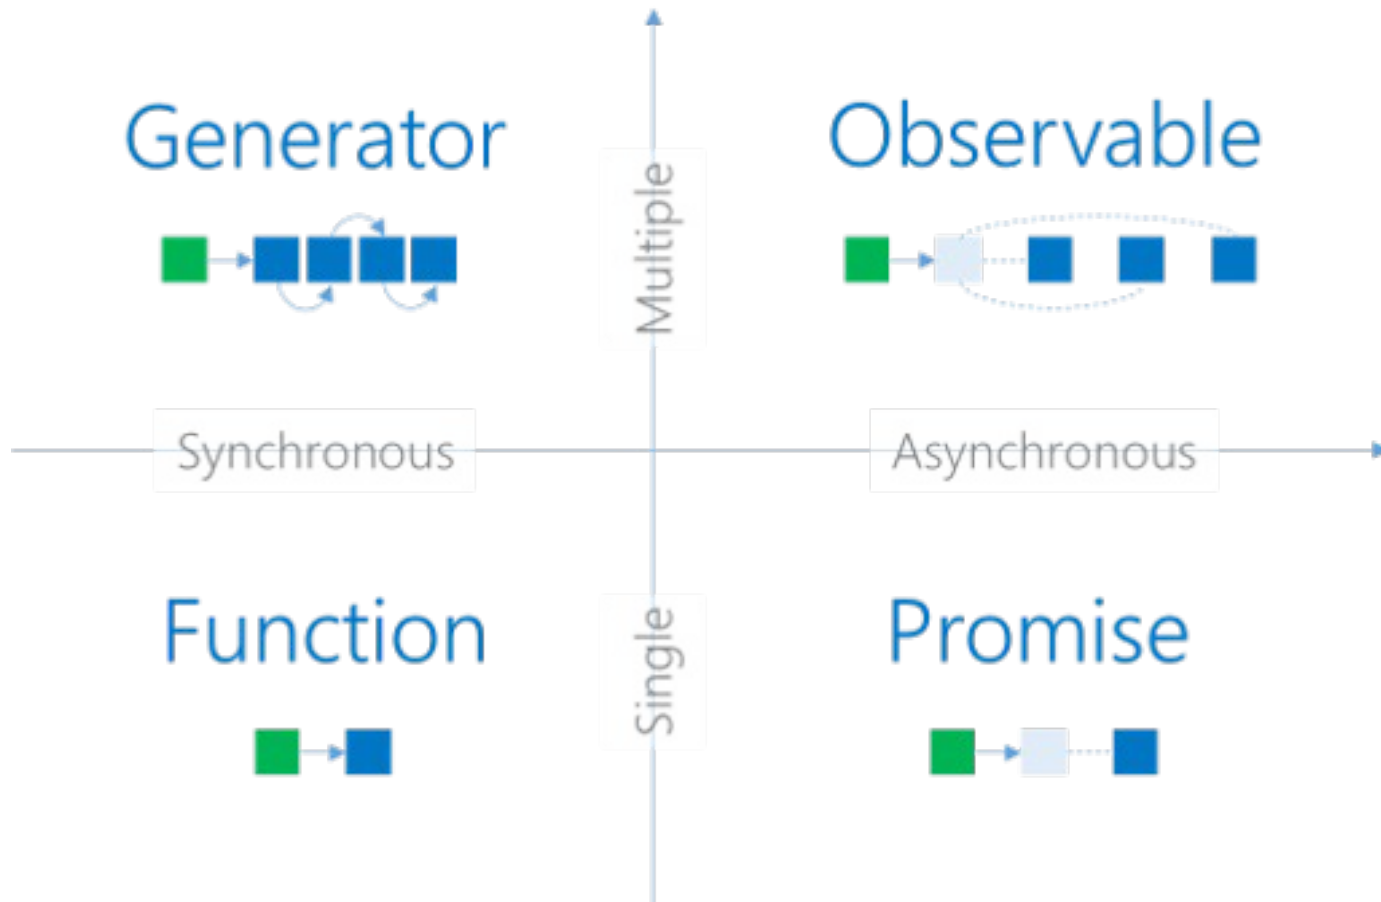 Generator
Observable
Multiple
Synchronous
Asynchronous
Function
Promise
Single